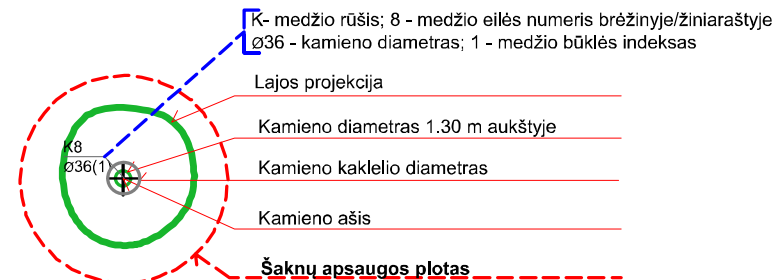 K- medžio rūšis; 8 - medžio eilės numeris brėžinyje/žiniaraštyje
Ø36 - kamieno diametras; 1 - medžio būklės indeksas
Lajos projekcija
Kamieno diametras 1.30 m aukštyje
K8
Ø36(1)
Kamieno kaklelio diametras
Kamieno ašis
Šaknų apsaugos plotas